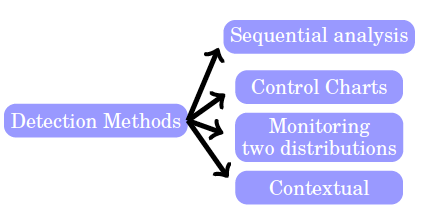 Sequential analysis
Control Charts
Detection Methods
Monitoring
two distributions
Contextual